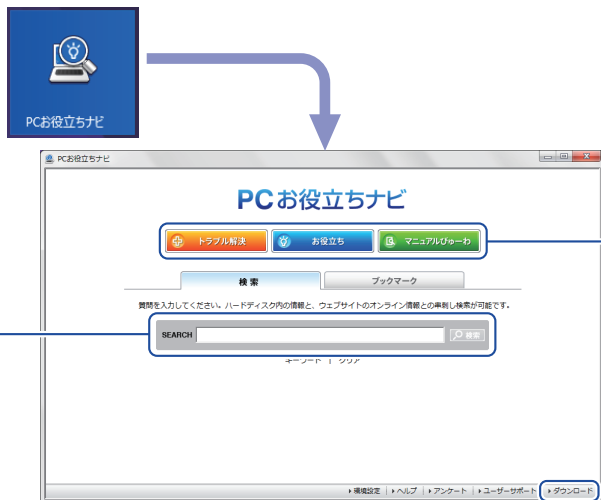 PCお役立ちナビ
PCお役立ちナビ
PCお役立ちナビ
トラブル解決 お役立ち マニュアルびゅーわ
検索 ブックマーク
質問を入力してください。ハードディスク内の情報と、ウェブサイトのオンライン情報との串刺し検索が可能です。
SEARCH 検索
キーワード | クリア
環境設定 | ヘルプ | アンケート | ユーザーサポート | ダウンロード